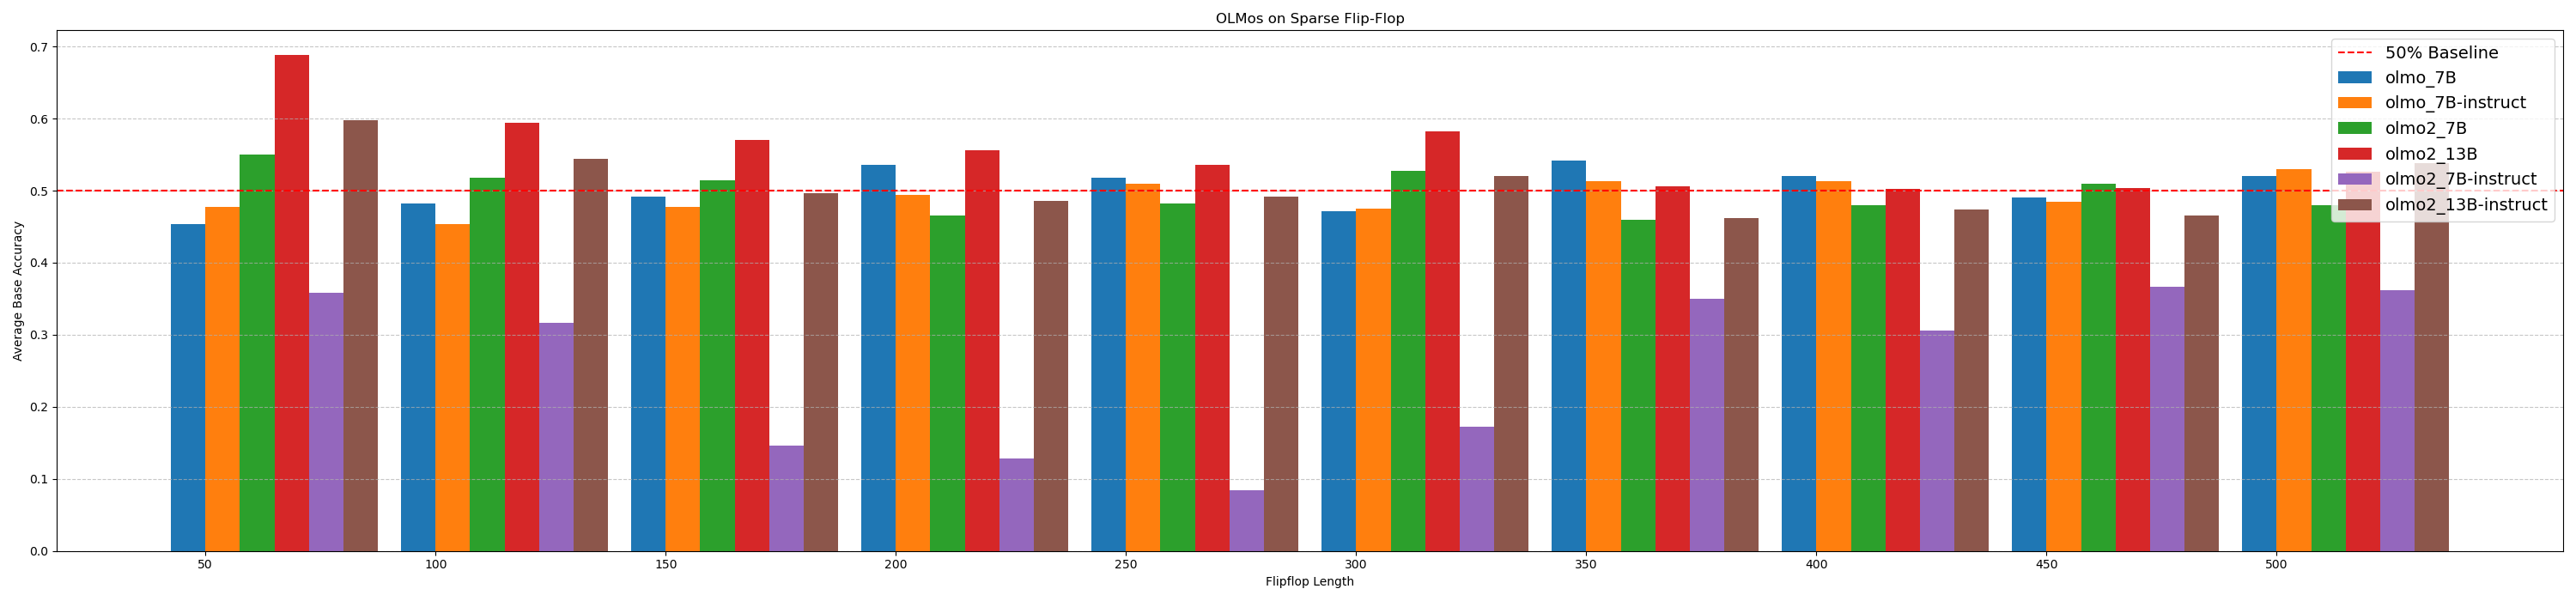 OLMos on Sparse Flip-Flop
0.7
0.6
0.5
0.4
0.3
0.2
0.1
0.0
Average Base Accuracy
50% Baseline
olmo_7B
olmo_7B-instruct
olmo2_7B
olmo2_13B
olmo2_7B-instruct
olmo2_13B-instruct
50 100 150 200 250 300 350 400 450 500
Flipflop Length